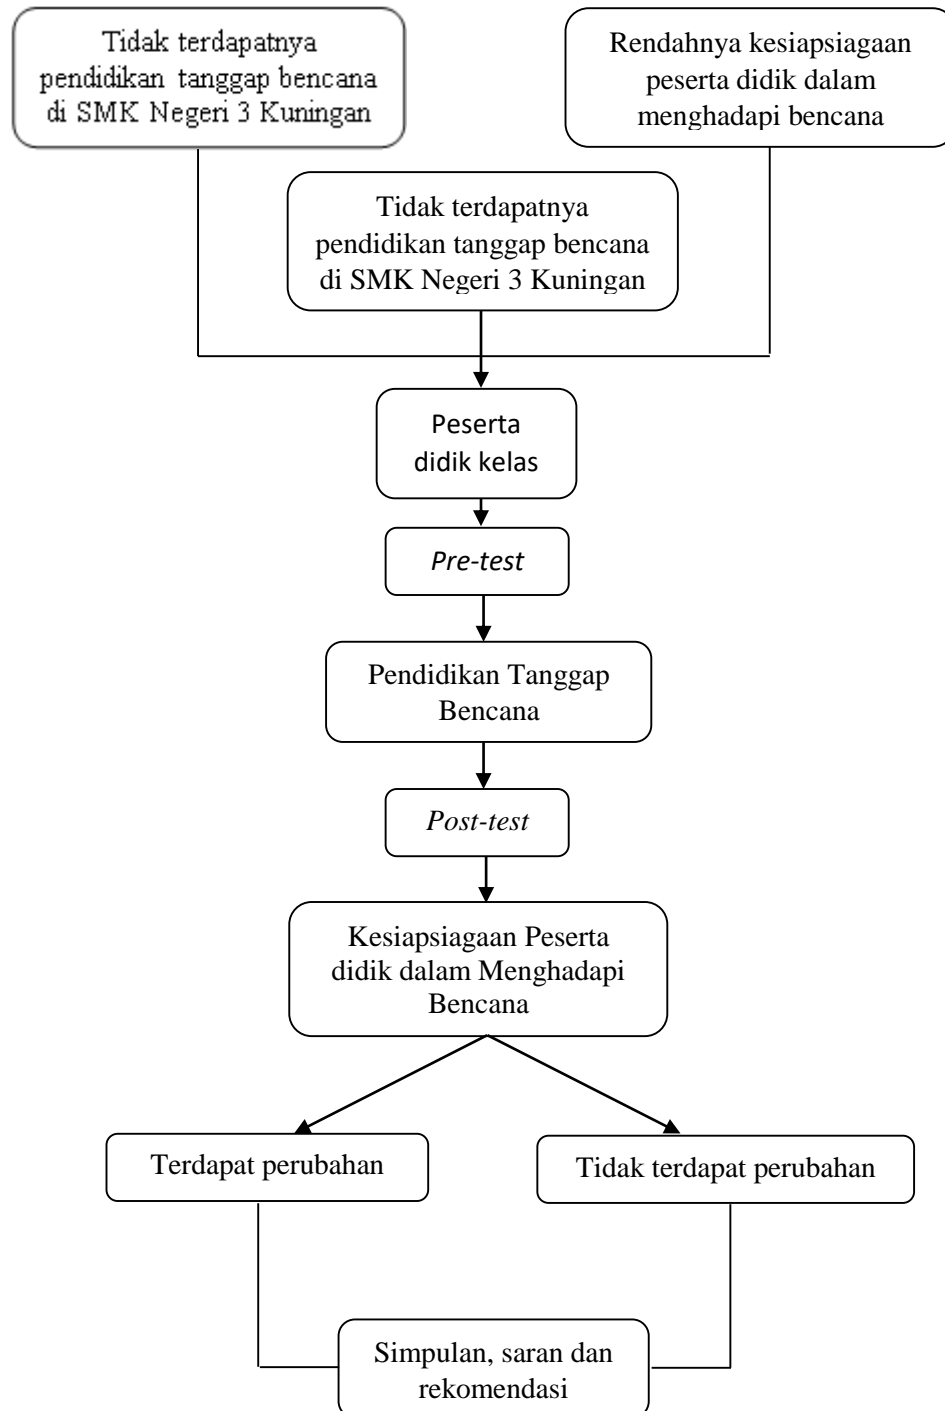 Tidak terdapatnya
pendidikan tanggap bencana
di SMK Negeri 3 Kuningan
Rendahnya kesiapsiagaan
peserta didik dalam
menghadapi bencana
Tidak terdapatnya
pendidikan tanggap bencana
di SMK Negeri 3 Kuningan
Peserta
didik kelas
Pre-test
Pendidikan Tanggap
Bencana
Post-test
Kesiapsiagaan Peserta
didik dalam Menghadapi
Bencana
Terdapat perubahan
Tidak terdapat perubahan
Simpulan, saran dan
rekomendasi